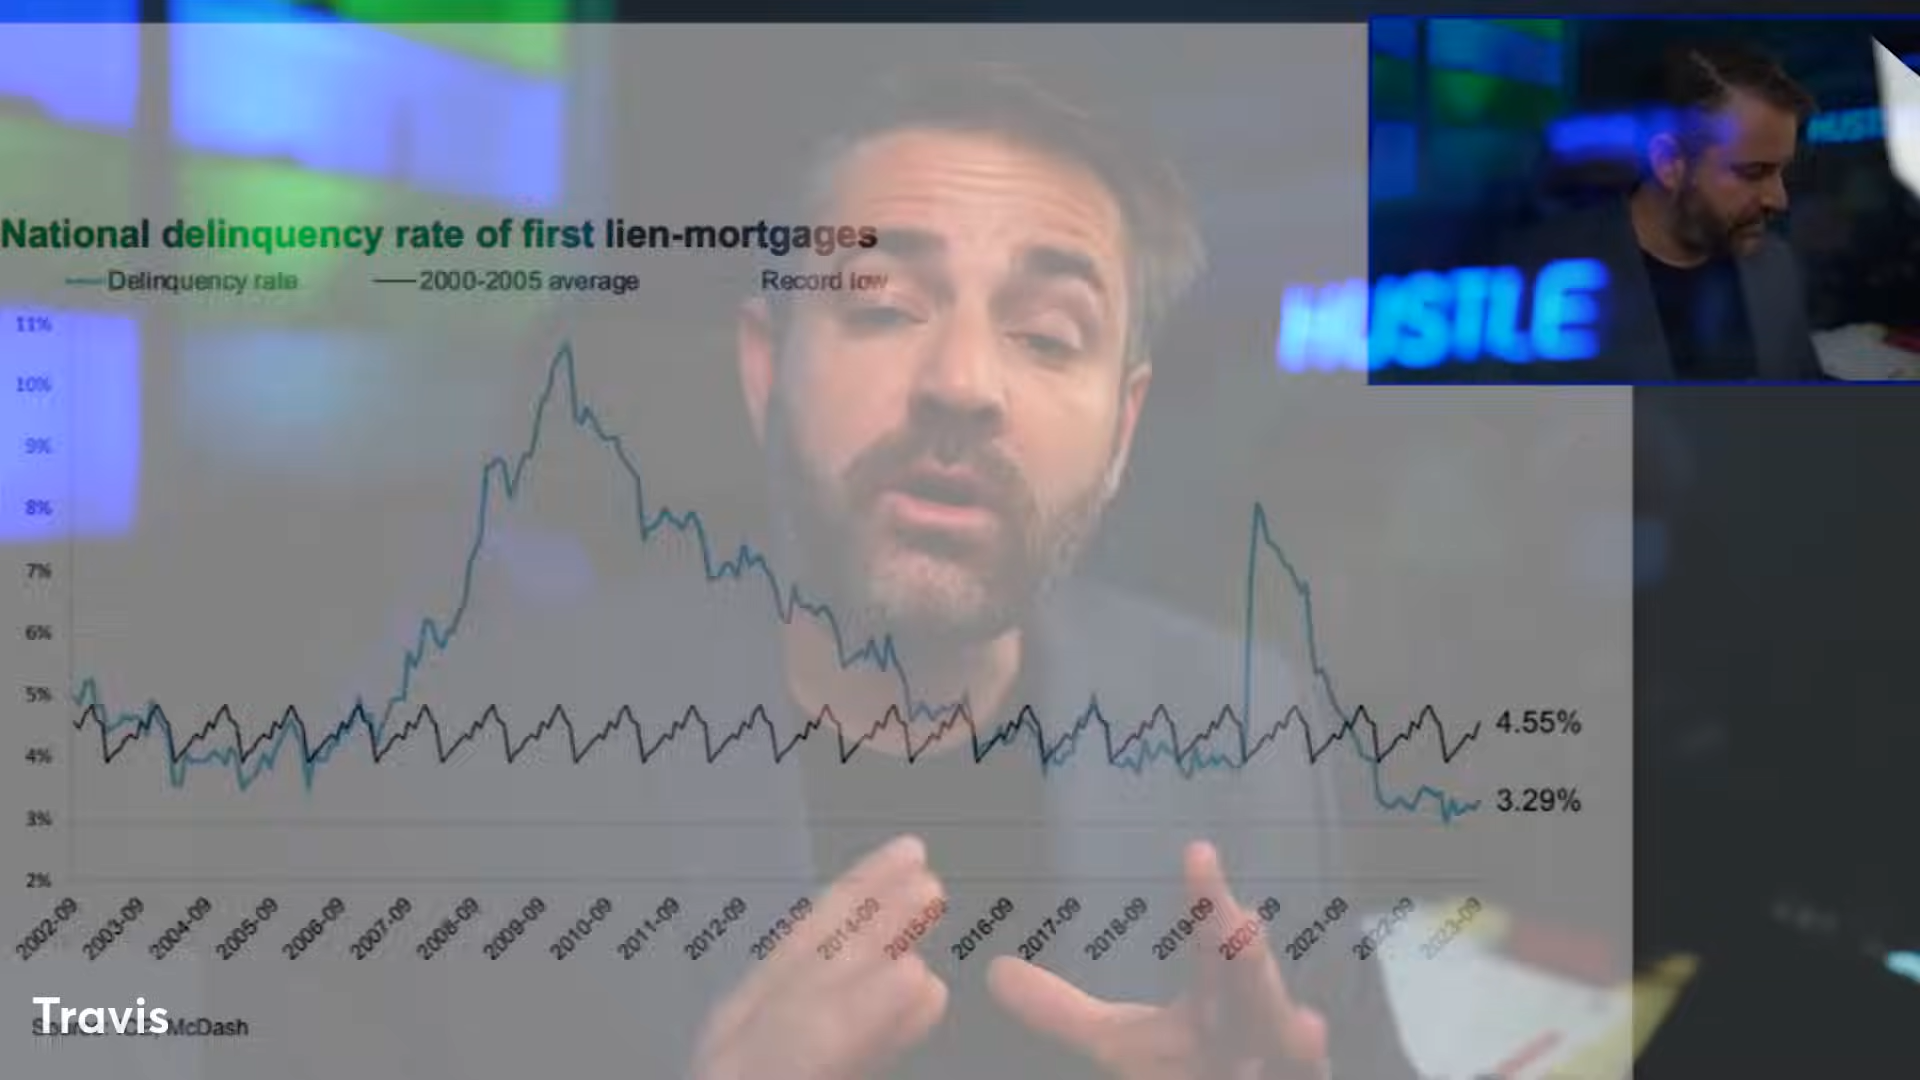 HUSTLE
HUSTLE
National delinquency rate of first lien-mortgages
Delinquency rate 2000-2005 average Record low
11%
10%
9%
8%
7%
6%
5%
4%
3%
2%
4.55%
3.29%
2002-09 2003-09 2004-09 2005-09 2006-09 2007-09 2008-09 2009-09 2010-09 2011-09 2012-09 2013-09 2014-09 2015-09 2016-09 2017-09 2018-09 2019-09 2020-09 2021-09 2022-09 2023-09
Travis
McDash